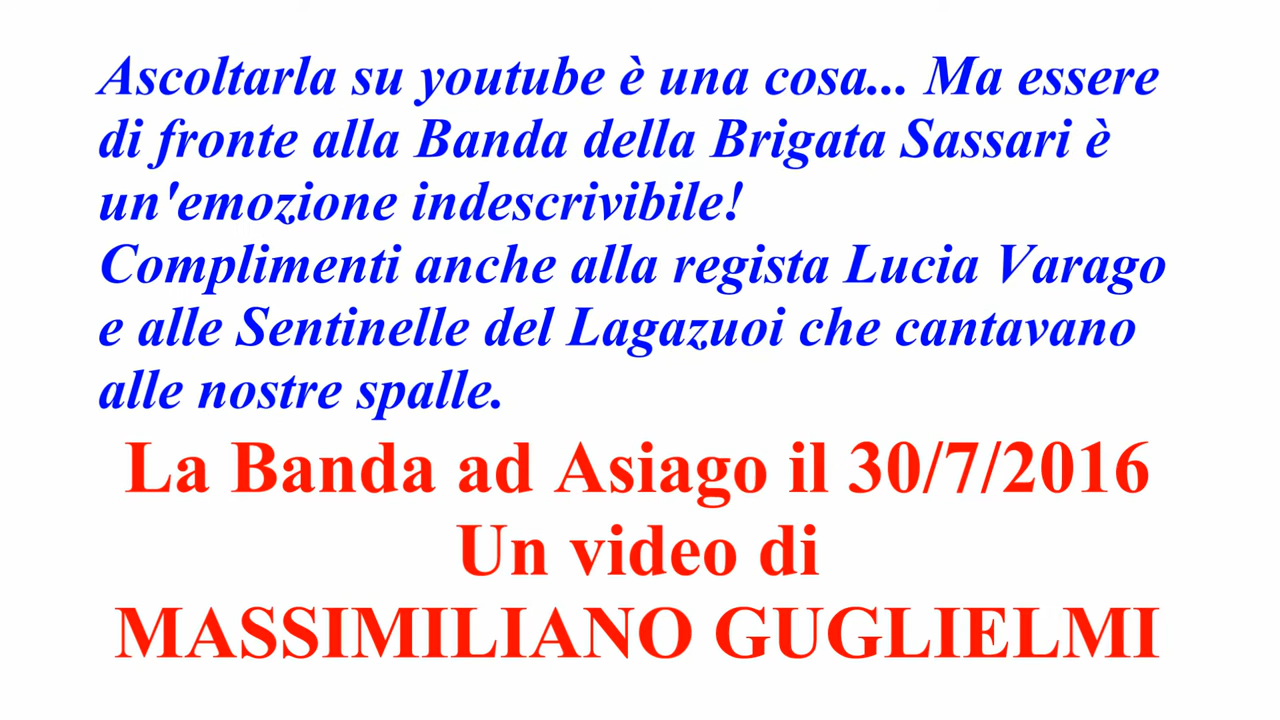 Ascoltarla su youtube è una cosa... Ma essere
di fronte alla Banda della Brigata Sassari è
un'emozione indescrivibile!
Complimenti anche alla regista Lucia Varago
e alle Sentinelle del Lagazuoi che cantavano
alle nostre spalle.
La Banda ad Asiago il 30/7/2016
Un video di
MASSIMILIANO GUGLIELMI